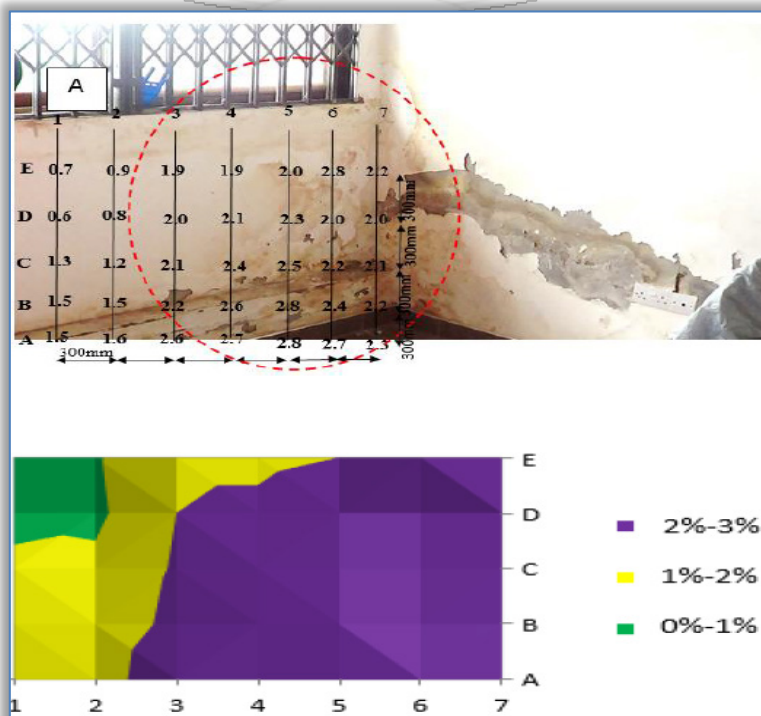 A
1 2 3 4 5 6 7
E 0.7 0.9 1.9 1.9 2.0 2.8 2.2
300mm
D 0.6 0.8 2.0 2.1 2.3 2.0 2.0
300mm
C 1.3 1.2 2.1 2.4 2.5 2.2 2.1
300mm
B 1.5 1.5 2.2 2.6 2.8 2.4 2.2
300mm
A 1.5 1.6 2.6 2.7 2.8 2.7 2.3
300mm
E
D
C
B
A
1 2 3 4 5 6 7
2%-3%
1%-2%
0%-1%